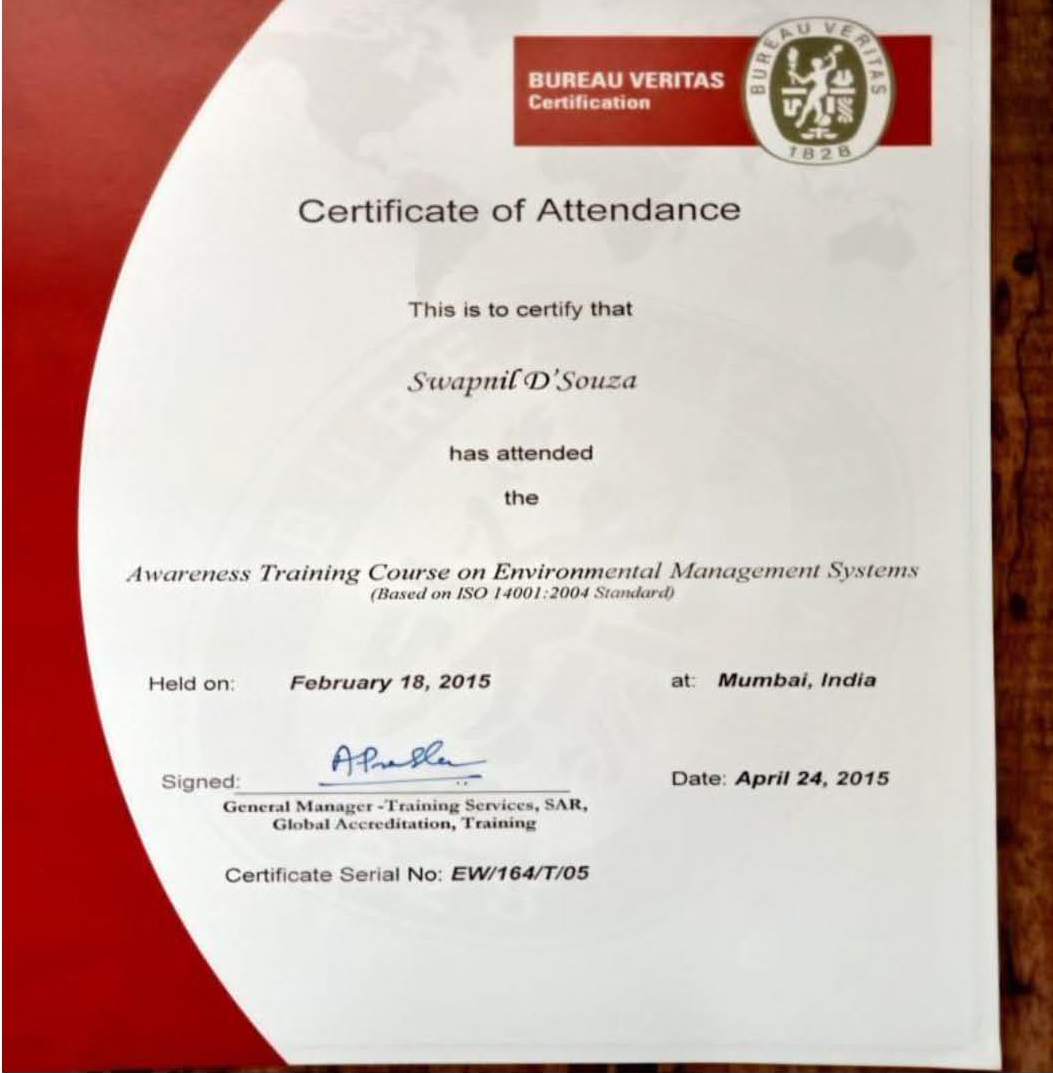 BUREAU VERITAS
Certification
BUREAU VERITAS
1828
Certificate of Attendance
This is to certify that
Swapnil D'Souza
has attended
the
Awareness Training Course on Environmental Management Systems
(Based on ISO 14001:2004 Standard)
Held on: February 18, 2015 at: Mumbai, India
Signed: Date: April 24, 2015
General Manager -Training Services, SAR,
Global Accreditation, Training
Certificate Serial No: EW/164/T/05